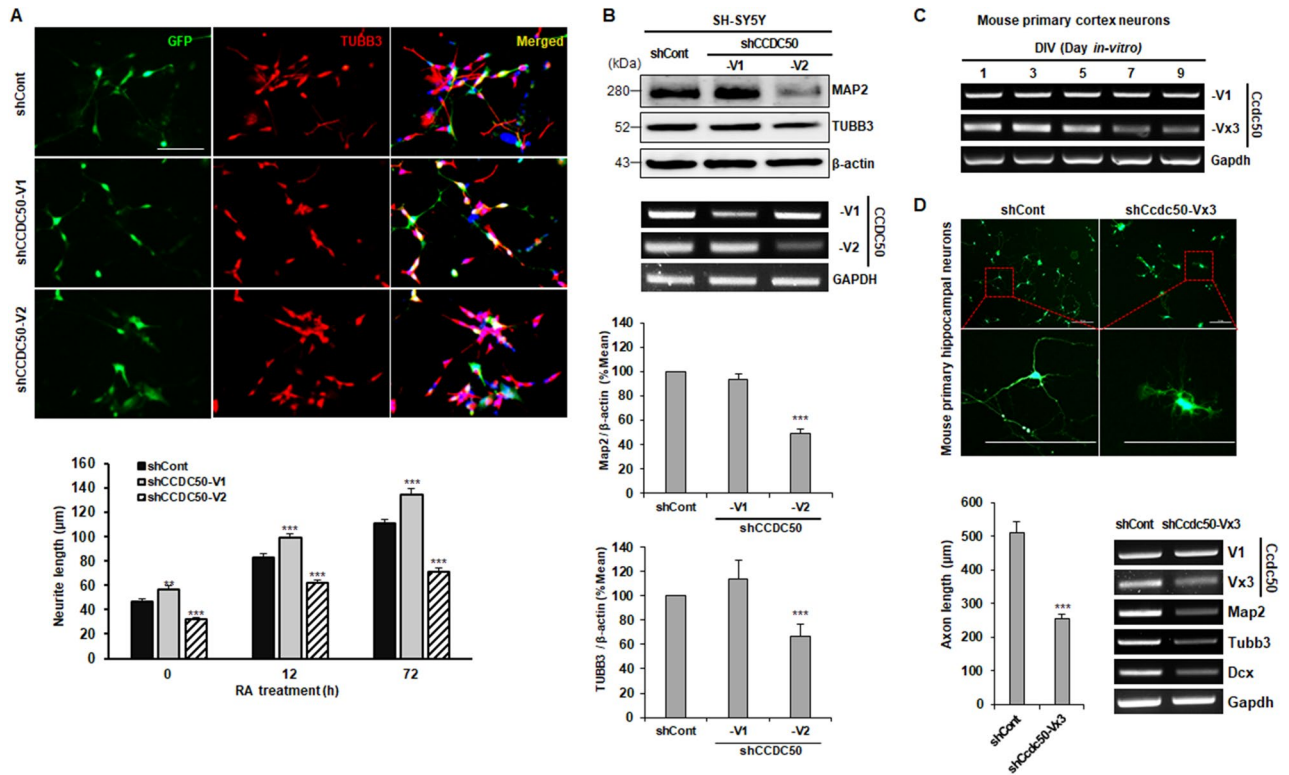 A
GFP
TUBB3
Merged
shCont
shCCDC50-V1
shCCDC50-V2
160
140
120
100
80
60
40
20
0
Neurite length (µm)
shCont
shCCDC50-V1
shCCDC50-V2
**
***
***
***
***
***
0
12
72
RA treatment (h)
B
SH-SY5Y
shCont
shCCDC50
-V1
-V2
(kDa)
280
MAP2
52
TUBB3
43
β-actin
-V1
-V2
CCDC50
GAPDH
140
120
100
80
60
40
20
0
Map2 / β-actin (%Mean)
***
shCont
-V1
-V2
shCCDC50
140
120
100
80
60
40
20
0
TUBB3 / β-actin (%Mean)
***
shCont
-V1
-V2
shCCDC50
C
Mouse primary cortex neurons
DIV (Day in-vitro)
1 3 5 7 9
-V1
-Vx3
Ccdc50
Gapdh
D
shCont
shCcdc50-Vx3
Mouse primary hippocampal neurons
600
500
400
300
200
100
0
Axon length (µm)
***
shCont
shCcdc50-Vx3
shCont shCcdc50-Vx3
V1
Vx3
Ccdc50
Map2
Tubb3
Dcx
Gapdh